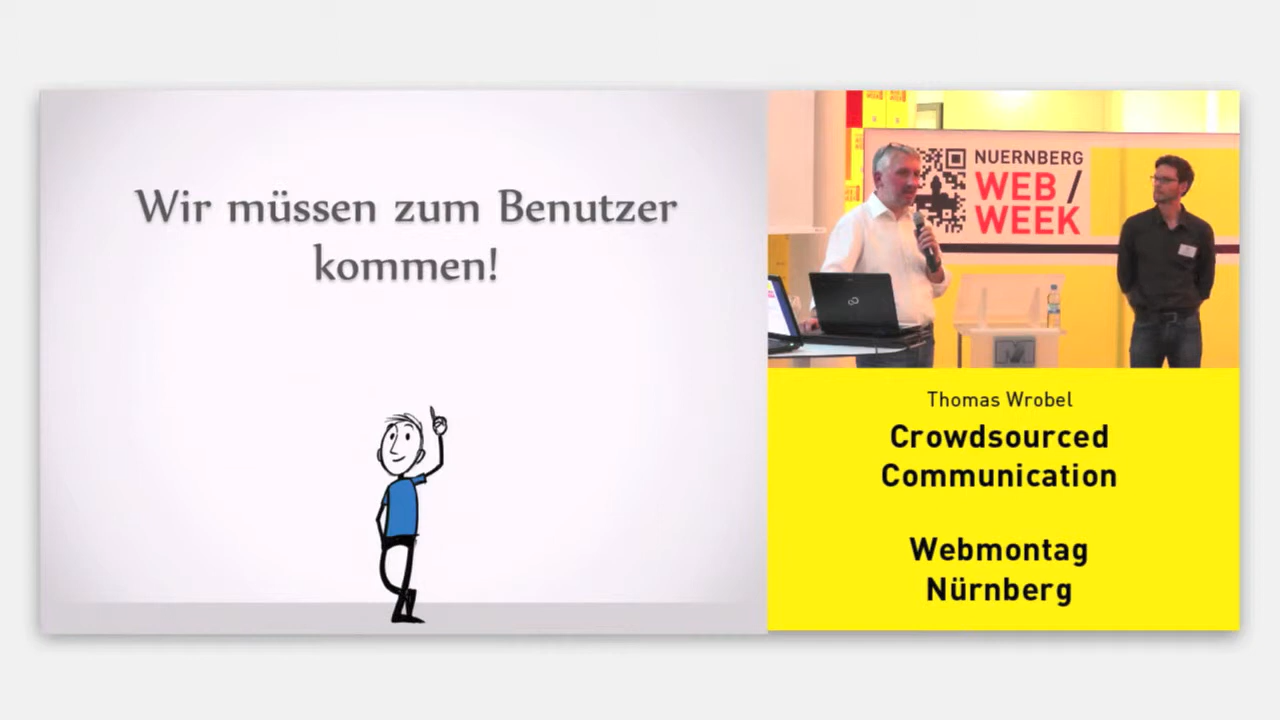 Wir müssen zum Benutzer
kommen!
NUERNBERG
WEB /
WEEK
Thomas Wrobel
Crowdsourced
Communication
Webmontag
Nürnberg